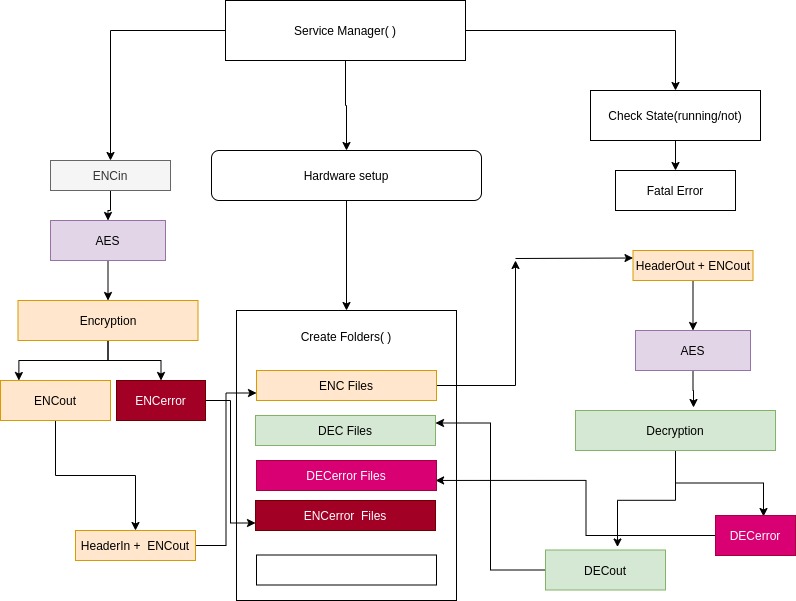 Service Manager( )
Check State(running/not)
ENCin
Hardware setup
Fatal Error
AES
HeaderOut + ENCout
Encryption
Create Folders( )
AES
ENC Files
ENCout
ENCerror
DEC Files
Decryption
DECerror Files
ENCerror  Files
DECerror
HeaderIn +  ENCout
DECout